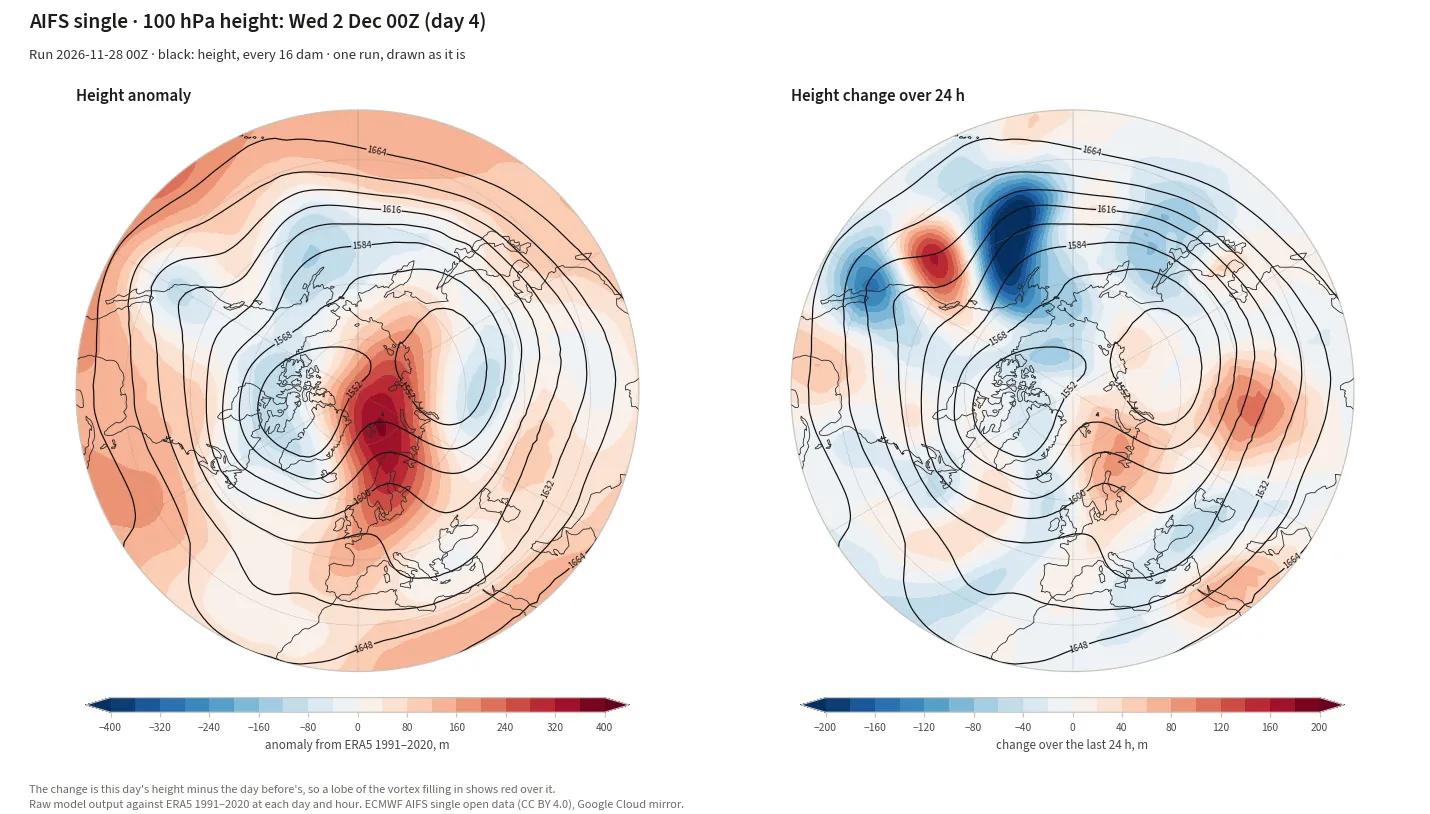 AIFS single · 100 hPa height: Wed 2 Dec 00Z (day 4)
Run 2026-11-28 00Z · black: height, every 16 dam · one run, drawn as it is
Height anomaly
Height change over 24 h
1664
1616
1584
1568
1552
1600
1632
1664
1648
1664
1616
1584
1568
1552
1600
1632
1664
1648
−400 −320 −240 −160 −80 0 80 160 240 320 400
anomaly from ERA5 1991–2020, m
−200 −160 −120 −80 −40 0 40 80 120 160 200
change over the last 24 h, m
The change is this day's height minus the day before's, so a lobe of the vortex filling in shows red over it.
Raw model output against ERA5 1991–2020 at each day and hour. ECMWF AIFS single open data (CC BY 4.0), Google Cloud mirror.